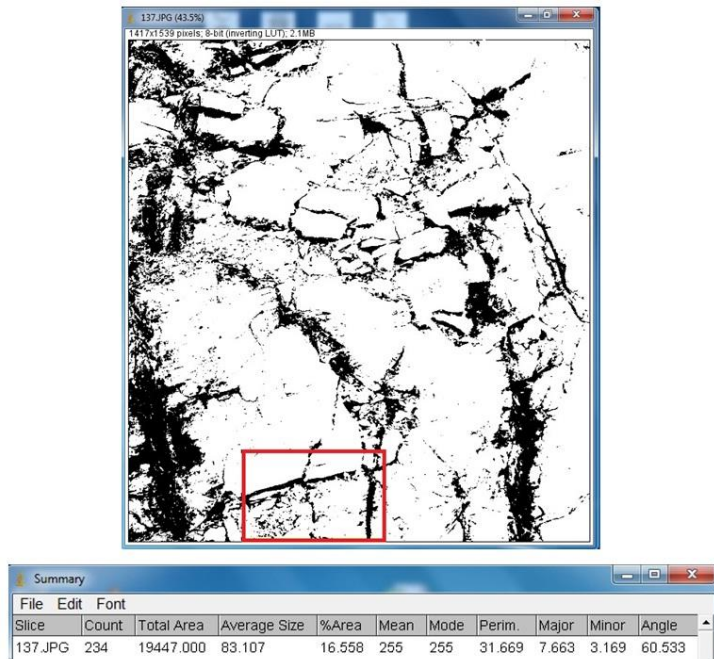 137.JPG (43.5%)
1417x1539 pixels; 8-bit (inverting LUT); 2.1MB
Summary
File Edit Font
Slice Count Total Area Average Size %Area Mean Mode Perim. Major Minor Angle
137.JPG 234 19447.000 83.107 16.558 255 255 31.669 7.663 3.169 60.533